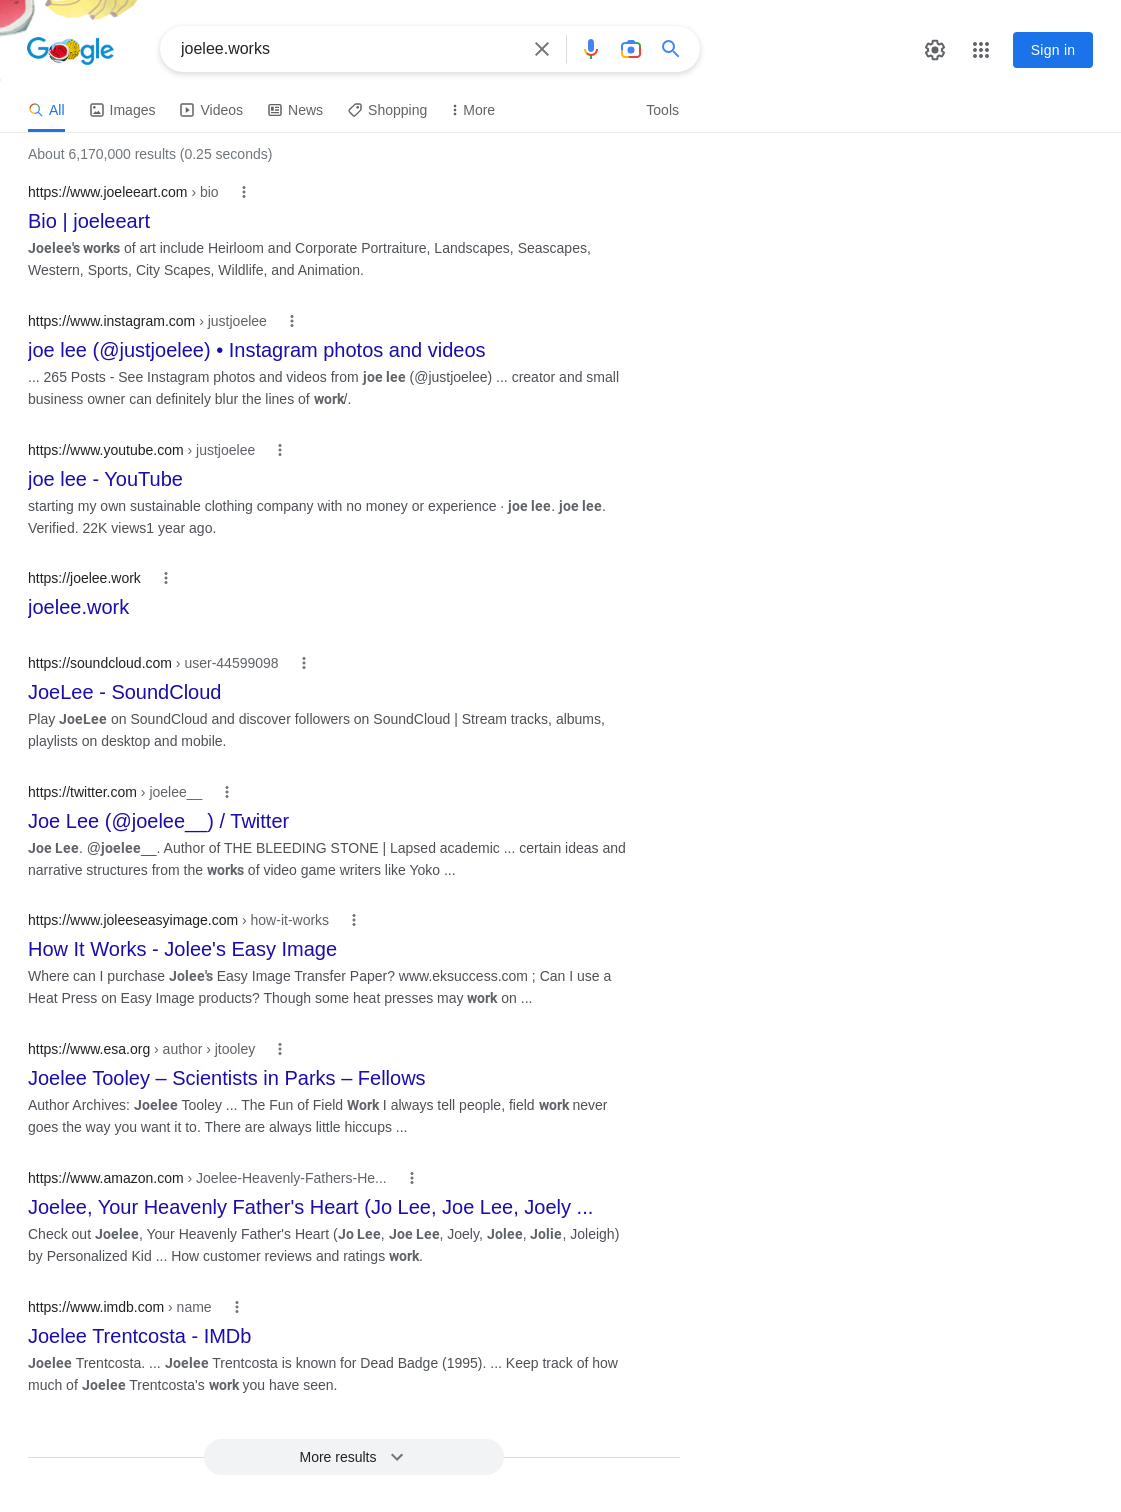 Google
joelee.works
Sign in
All Images Videos News Shopping More Tools
About 6,170,000 results (0.25 seconds)
https://www.joeleeart.com › bio
Bio | joeleeart
Joelee's works of art include Heirloom and Corporate Portraiture, Landscapes, Seascapes,
Western, Sports, City Scapes, Wildlife, and Animation.
https://www.instagram.com › justjoelee
joe lee (@justjoelee) • Instagram photos and videos
... 265 Posts - See Instagram photos and videos from joe lee (@justjoelee) ... creator and small
business owner can definitely blur the lines of work/.
https://www.youtube.com › justjoelee
joe lee - YouTube
starting my own sustainable clothing company with no money or experience · joe lee. joe lee.
Verified. 22K views1 year ago.
https://joelee.work
joelee.work
https://soundcloud.com › user-44599098
JoeLee - SoundCloud
Play JoeLee on SoundCloud and discover followers on SoundCloud | Stream tracks, albums,
playlists on desktop and mobile.
https://twitter.com › joelee__
Joe Lee (@joelee__) / Twitter
Joe Lee. @joelee__. Author of THE BLEEDING STONE | Lapsed academic ... certain ideas and
narrative structures from the works of video game writers like Yoko ...
https://www.joleeseasyimage.com › how-it-works
How It Works - Jolee's Easy Image
Where can I purchase Jolee's Easy Image Transfer Paper? www.eksuccess.com ; Can I use a
Heat Press on Easy Image products? Though some heat presses may work on ...
https://www.esa.org › author › jtooley
Joelee Tooley – Scientists in Parks – Fellows
Author Archives: Joelee Tooley ... The Fun of Field Work I always tell people, field work never
goes the way you want it to. There are always little hiccups ...
https://www.amazon.com › Joelee-Heavenly-Fathers-He...
Joelee, Your Heavenly Father's Heart (Jo Lee, Joe Lee, Joely ...
Check out Joelee, Your Heavenly Father's Heart (Jo Lee, Joe Lee, Joely, Jolee, Jolie, Joleigh)
by Personalized Kid ... How customer reviews and ratings work.
https://www.imdb.com › name
Joelee Trentcosta - IMDb
Joelee Trentcosta. ... Joelee Trentcosta is known for Dead Badge (1995). ... Keep track of how
much of Joelee Trentcosta's work you have seen.
More results